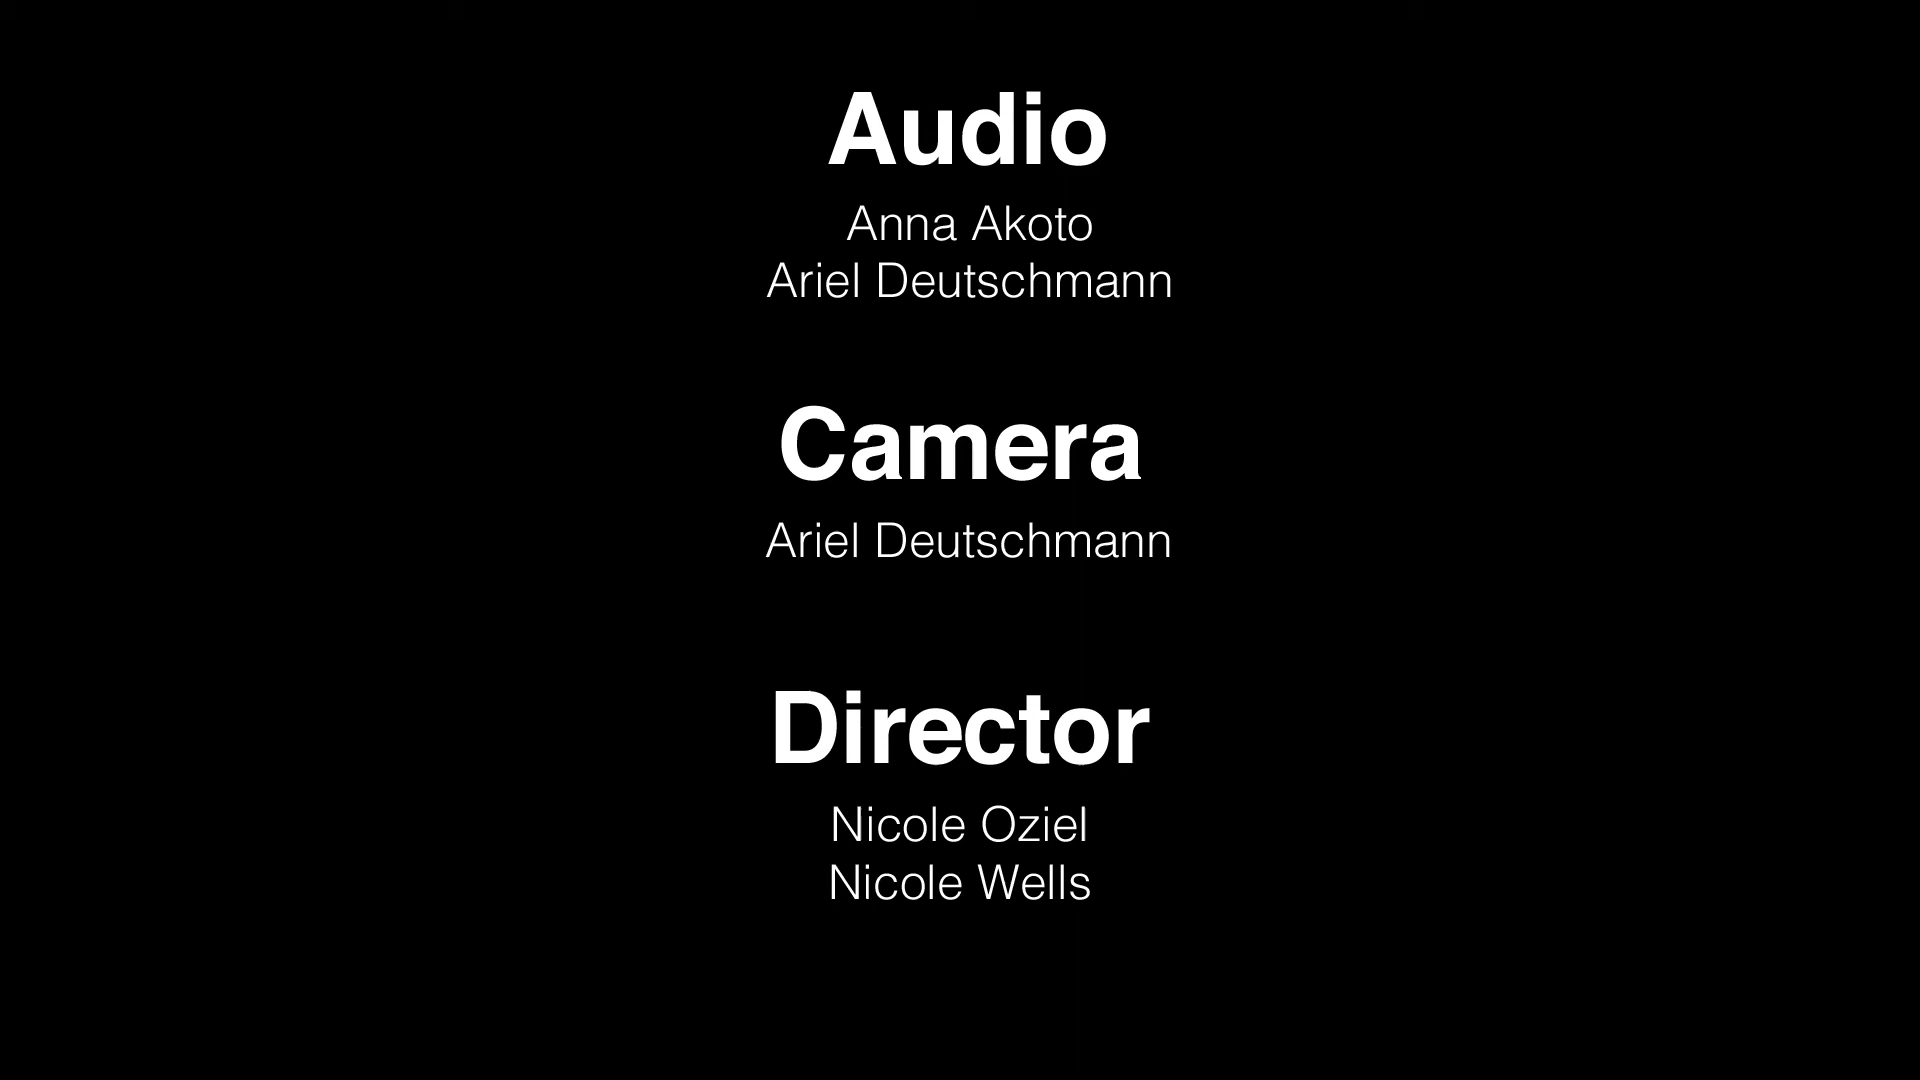 Audio
Anna Akoto
Ariel Deutschmann
Camera
Ariel Deutschmann
Director
Nicole Oziel
Nicole Wells